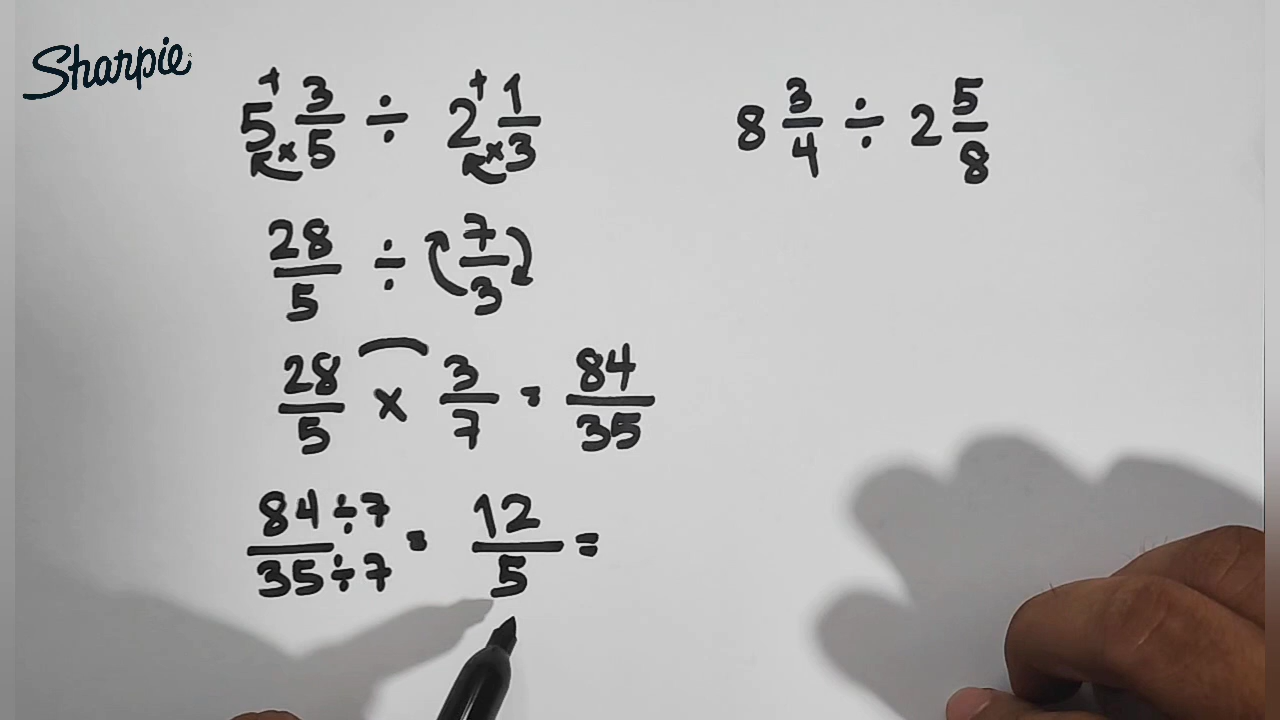 Sharpie
5 3/5 ÷ 2 1/3
+ × + ×
28/5 ÷ 7/3
28/5 × 3/7 = 84/35
84÷7/35÷7 = 12/5 =
8 3/4 ÷ 2 5/8